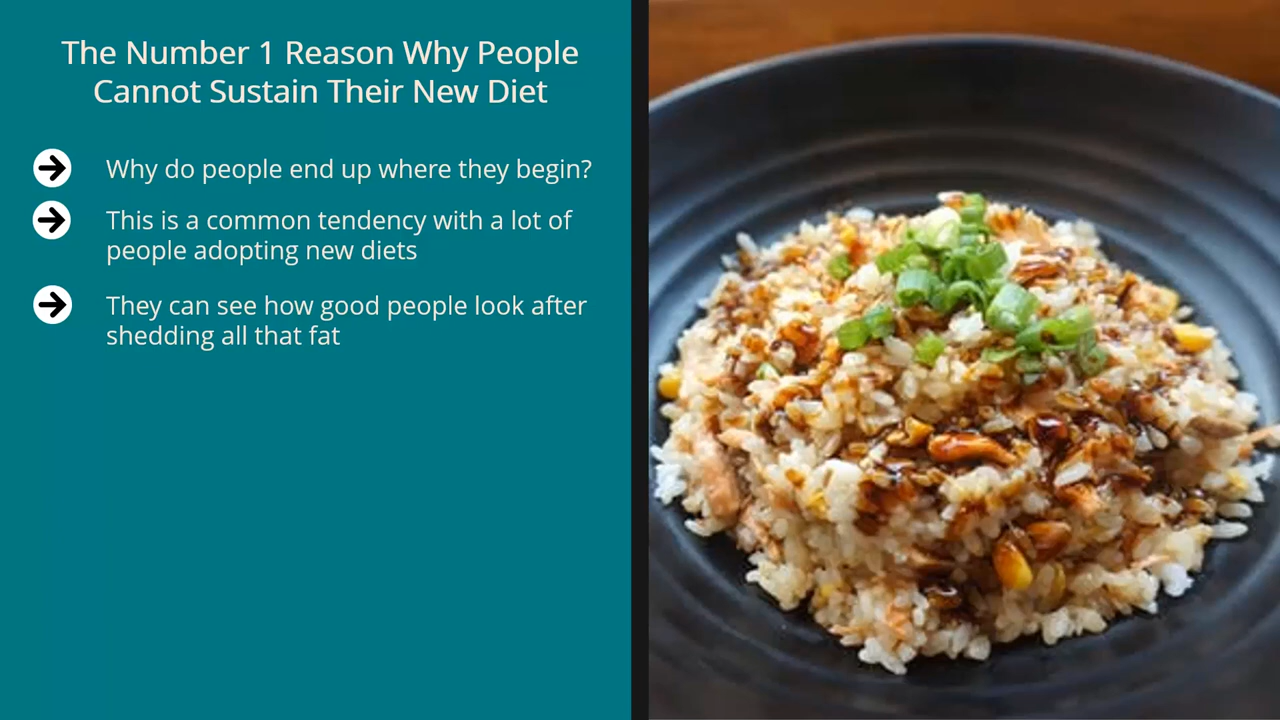 The Number 1 Reason Why People
Cannot Sustain Their New Diet
Why do people end up where they begin?
This is a common tendency with a lot of
people adopting new diets
They can see how good people look after
shedding all that fat